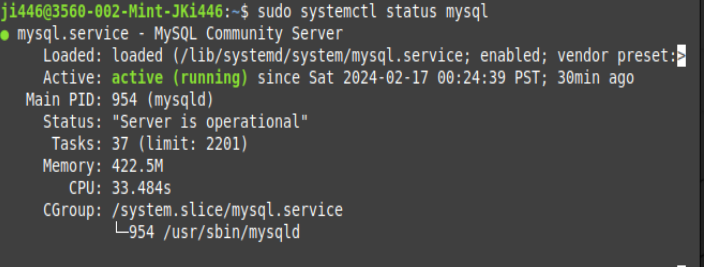 ji446@3560-002-Mint-JKi446:~$ sudo systemctl status mysql
● mysql.service - MySQL Community Server
Loaded: loaded (/lib/systemd/system/mysql.service; enabled; vendor preset:>
Active: active (running) since Sat 2024-02-17 00:24:39 PST; 30min ago
Main PID: 954 (mysqld)
Status: "Server is operational"
Tasks: 37 (limit: 2201)
Memory: 422.5M
CPU: 33.484s
CGroup: /system.slice/mysql.service
└─954 /usr/sbin/mysqld